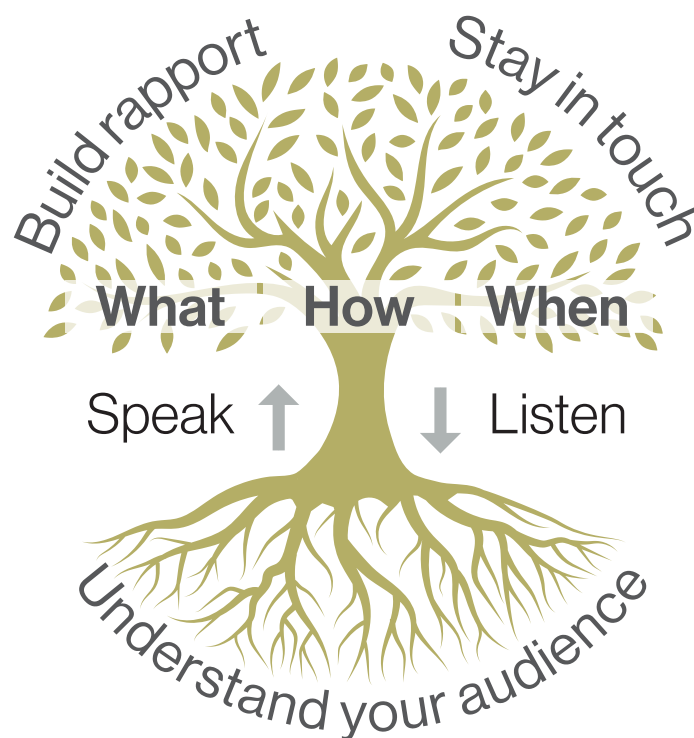 Build rapport
Stay in touch
What How When
Speak Listen
Understand your audience